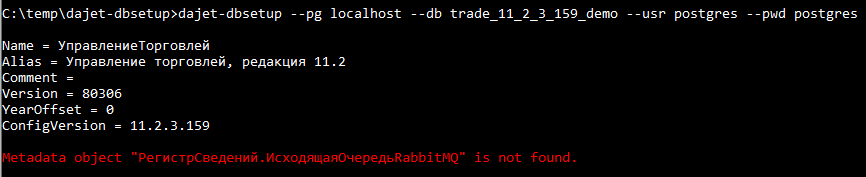 C:\temp\dajet-dbsetup>dajet-dbsetup --pg localhost --db trade_11_2_3_159_demo --usr postgres --pwd postgres
Name = УправлениеТорговлей
Alias = Управление торговлей, редакция 11.2
Comment =
Version = 80306
YearOffset = 0
ConfigVersion = 11.2.3.159
Metadata object "РегистрСведений.ИсходящаяОчередьRabbitMQ" is not found.